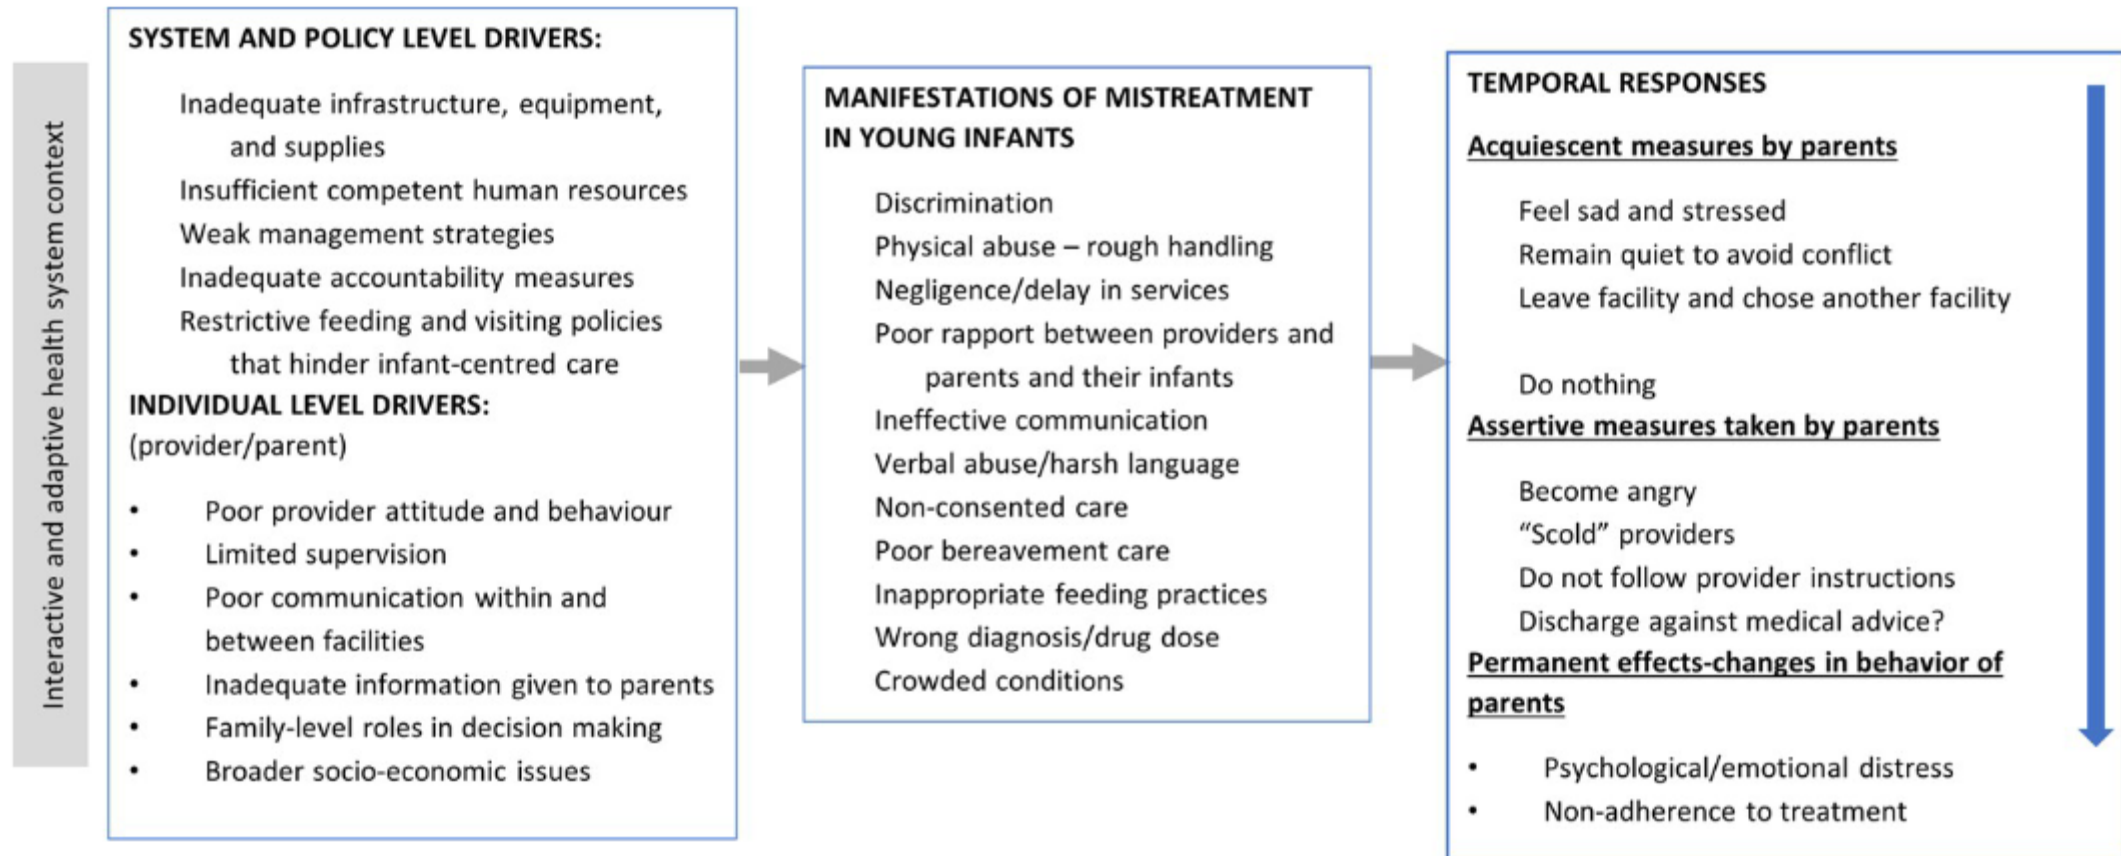 Interactive and adaptive health system context
SYSTEM AND POLICY LEVEL DRIVERS:
Inadequate infrastructure, equipment,
and supplies
Insufficient competent human resources
Weak management strategies
Inadequate accountability measures
Restrictive feeding and visiting policies
that hinder infant-centred care
INDIVIDUAL LEVEL DRIVERS:
(provider/parent)
• Poor provider attitude and behaviour
• Limited supervision
• Poor communication within and
between facilities
• Inadequate information given to parents
• Family-level roles in decision making
• Broader socio-economic issues
MANIFESTATIONS OF MISTREATMENT
IN YOUNG INFANTS
Discrimination
Physical abuse – rough handling
Negligence/delay in services
Poor rapport between providers and
parents and their infants
Ineffective communication
Verbal abuse/harsh language
Non-consented care
Poor bereavement care
Inappropriate feeding practices
Wrong diagnosis/drug dose
Crowded conditions
TEMPORAL RESPONSES
Acquiescent measures by parents
Feel sad and stressed
Remain quiet to avoid conflict
Leave facility and chose another facility
Do nothing
Assertive measures taken by parents
Become angry
“Scold” providers
Do not follow provider instructions
Discharge against medical advice?
Permanent effects-changes in behavior of
parents
• Psychological/emotional distress
• Non-adherence to treatment